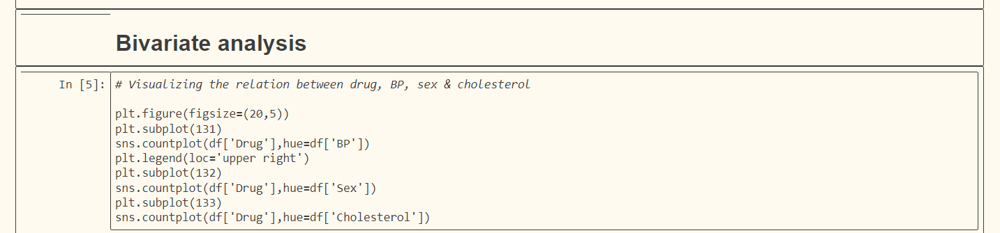 Bivariate analysis
In [5]: # Visualizing the relation between drug, BP, sex & cholesterol
plt.figure(figsize=(20,5))
plt.subplot(131)
sns.countplot(df['Drug'],hue=df['BP'])
plt.legend(loc='upper right')
plt.subplot(132)
sns.countplot(df['Drug'],hue=df['Sex'])
plt.subplot(133)
sns.countplot(df['Drug'],hue=df['Cholesterol'])